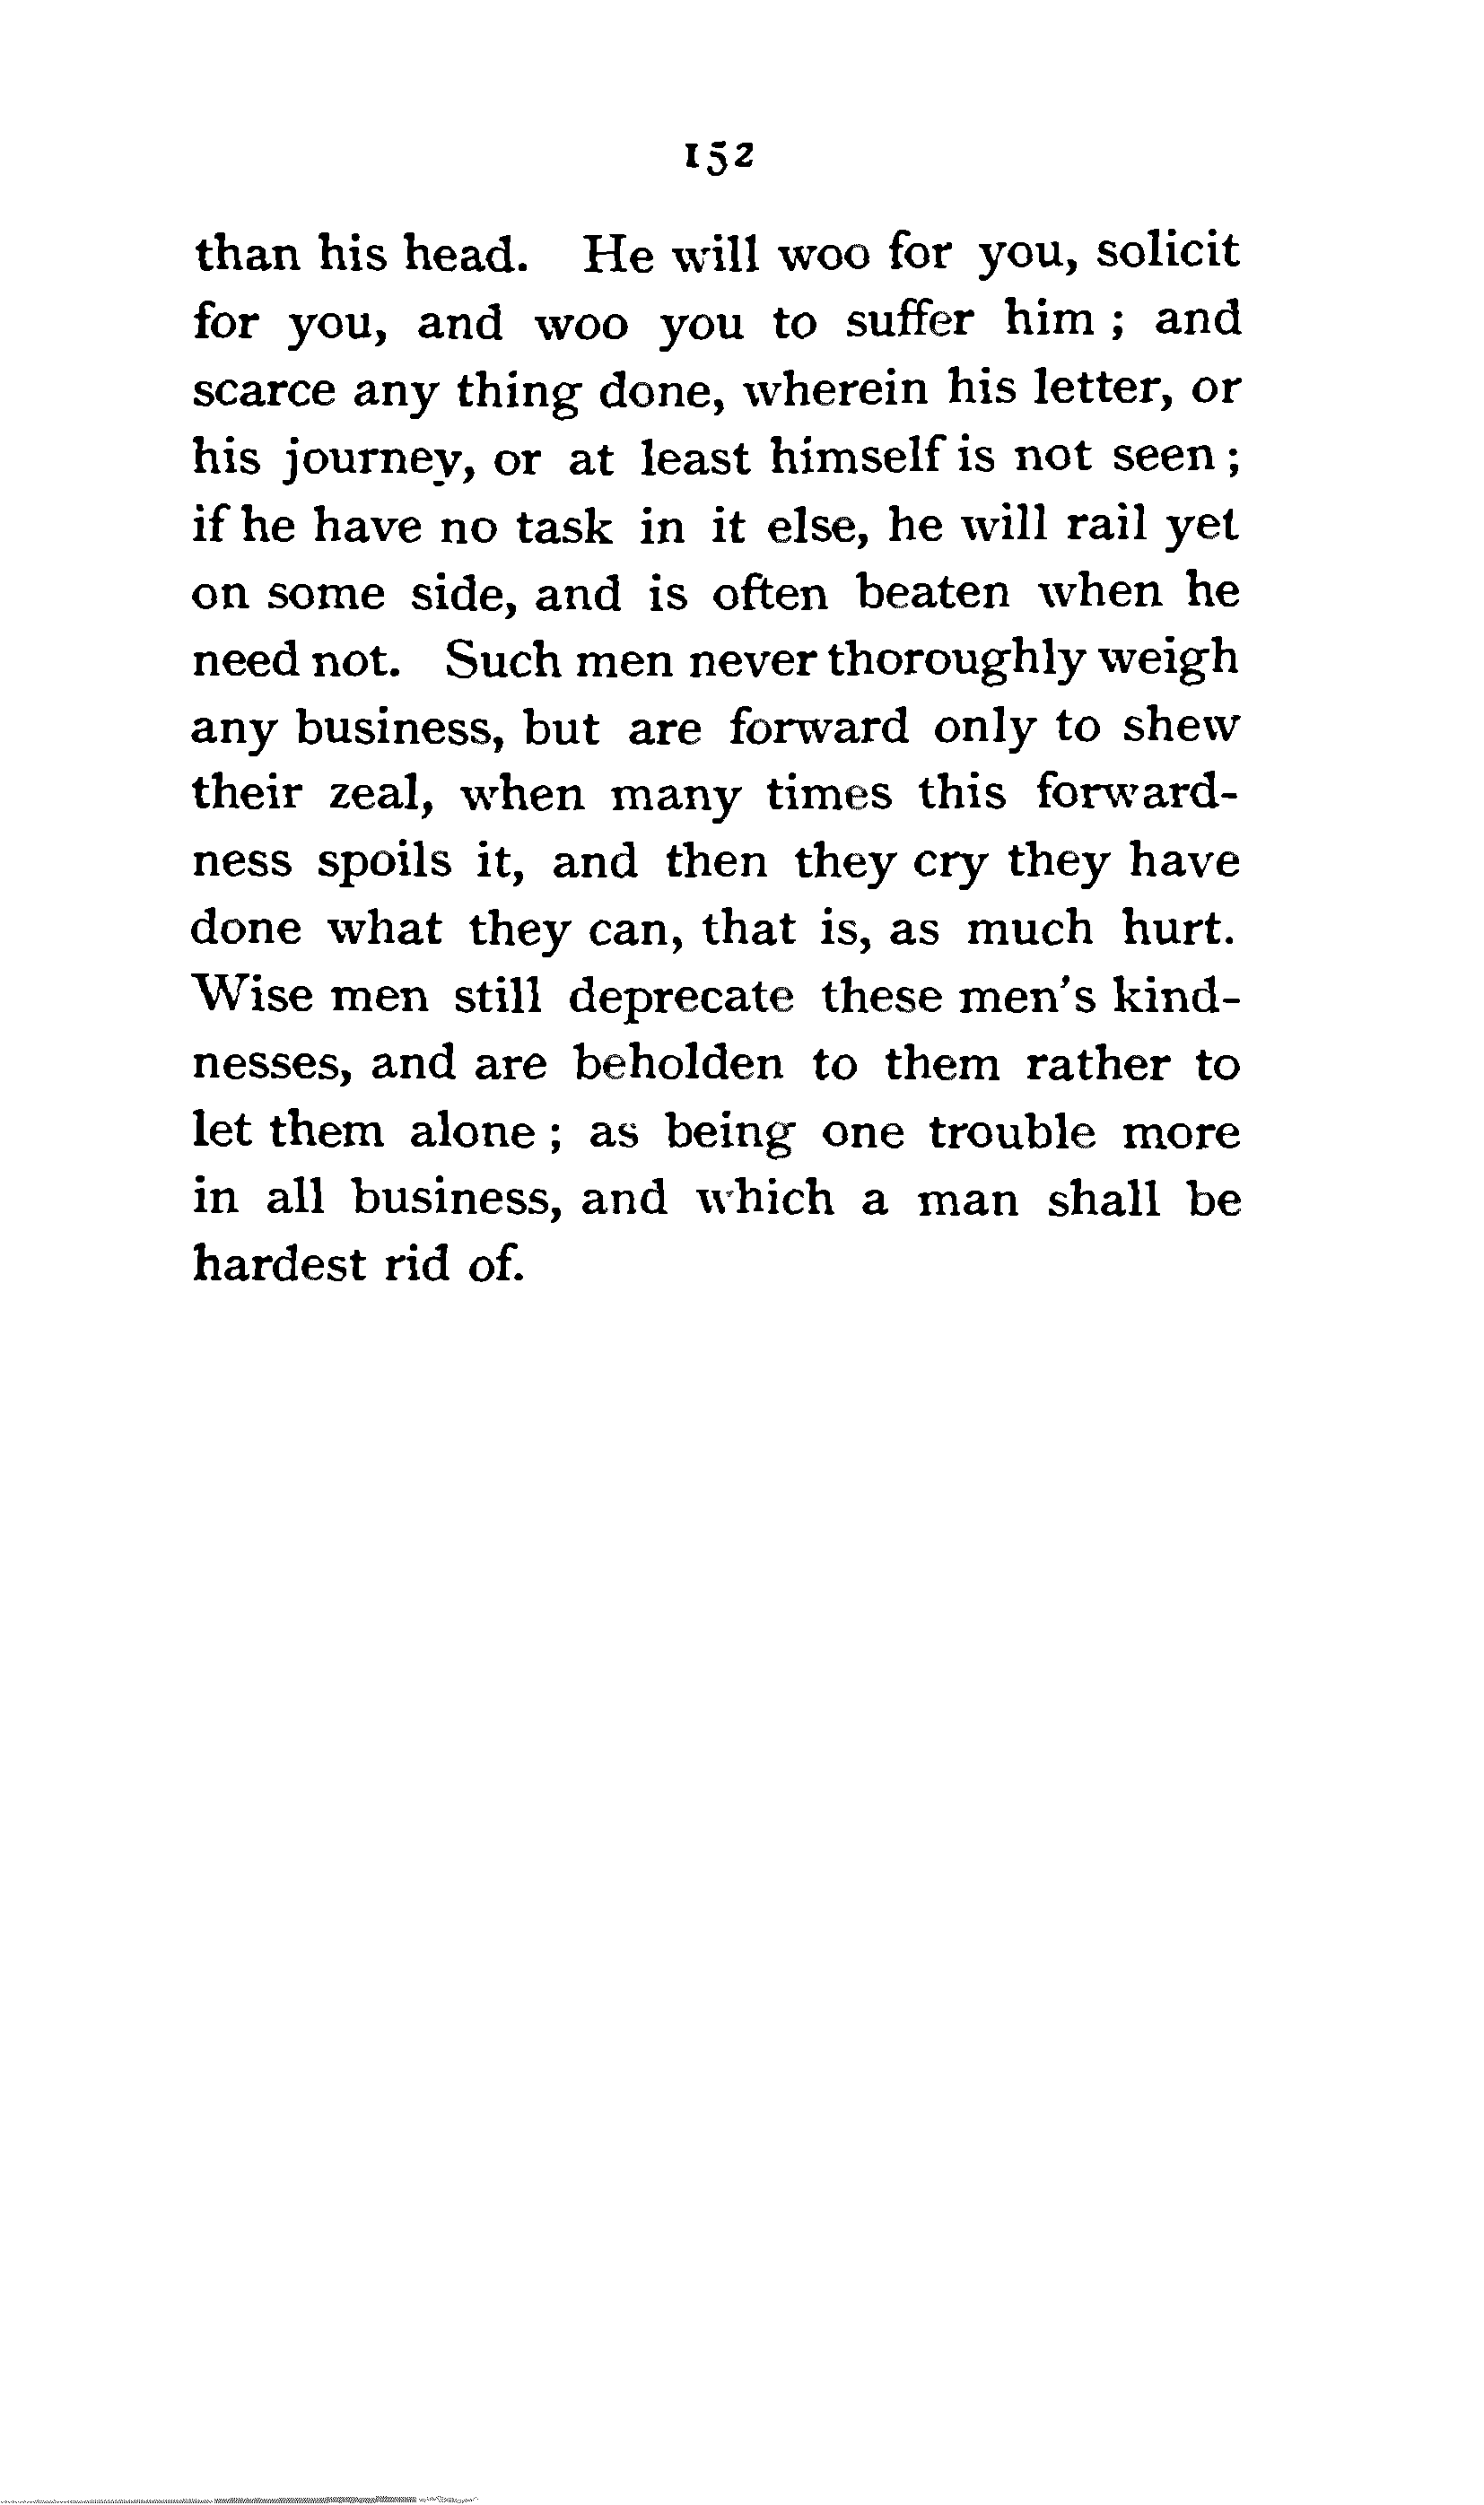 152
than his head. He will woo for you, solicit
for you, and woo you to suffer him ; and
scarce any thing done, wherein his letter, or
his journey, or at least himself is not seen ;
if he have no task in it else, he will rail yet
on some side, and is often beaten when he
need not. Such men never thoroughly weigh
any business, but are forward only to shew
their zeal, when many times this forward-
ness spoils it, and then they cry they have
done what they can, that is, as much hurt.
Wise men still deprecate these men's kind-
nesses, and are beholden to them rather to
let them alone ; as being one trouble more
in all business, and which a man shall be
hardest rid of.